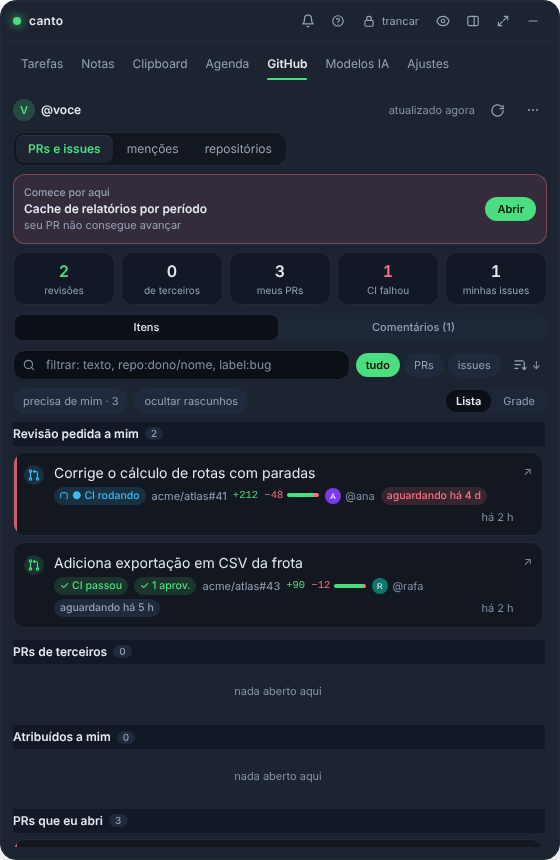 canto
trancar
Tarefas Notas Clipboard Agenda GitHub Modelos IA Ajustes
V @voce atualizado agora
PRs e issues menções repositórios
Comece por aqui
Cache de relatórios por período
seu PR não consegue avançar
Abrir
2 0 3 1 1
revisões de terceiros meus PRs CI falhou minhas issues
Itens Comentários (1)
filtrar: texto, repo:dono/nome, label:bug tudo PRs issues
precisa de mim · 3 ocultar rascunhos Lista Grade
Revisão pedida a mim 2
Corrige o cálculo de rotas com paradas
CI rodando acme/atlas#41 +212 −48 A @ana aguardando há 4 d
há 2 h
Adiciona exportação em CSV da frota
CI passou 1 aprov. acme/atlas#43 +90 −12 R @rafa
aguardando há 5 h há 2 h
PRs de terceiros 0
nada aberto aqui
Atribuídos a mim 0
nada aberto aqui
PRs que eu abri 3